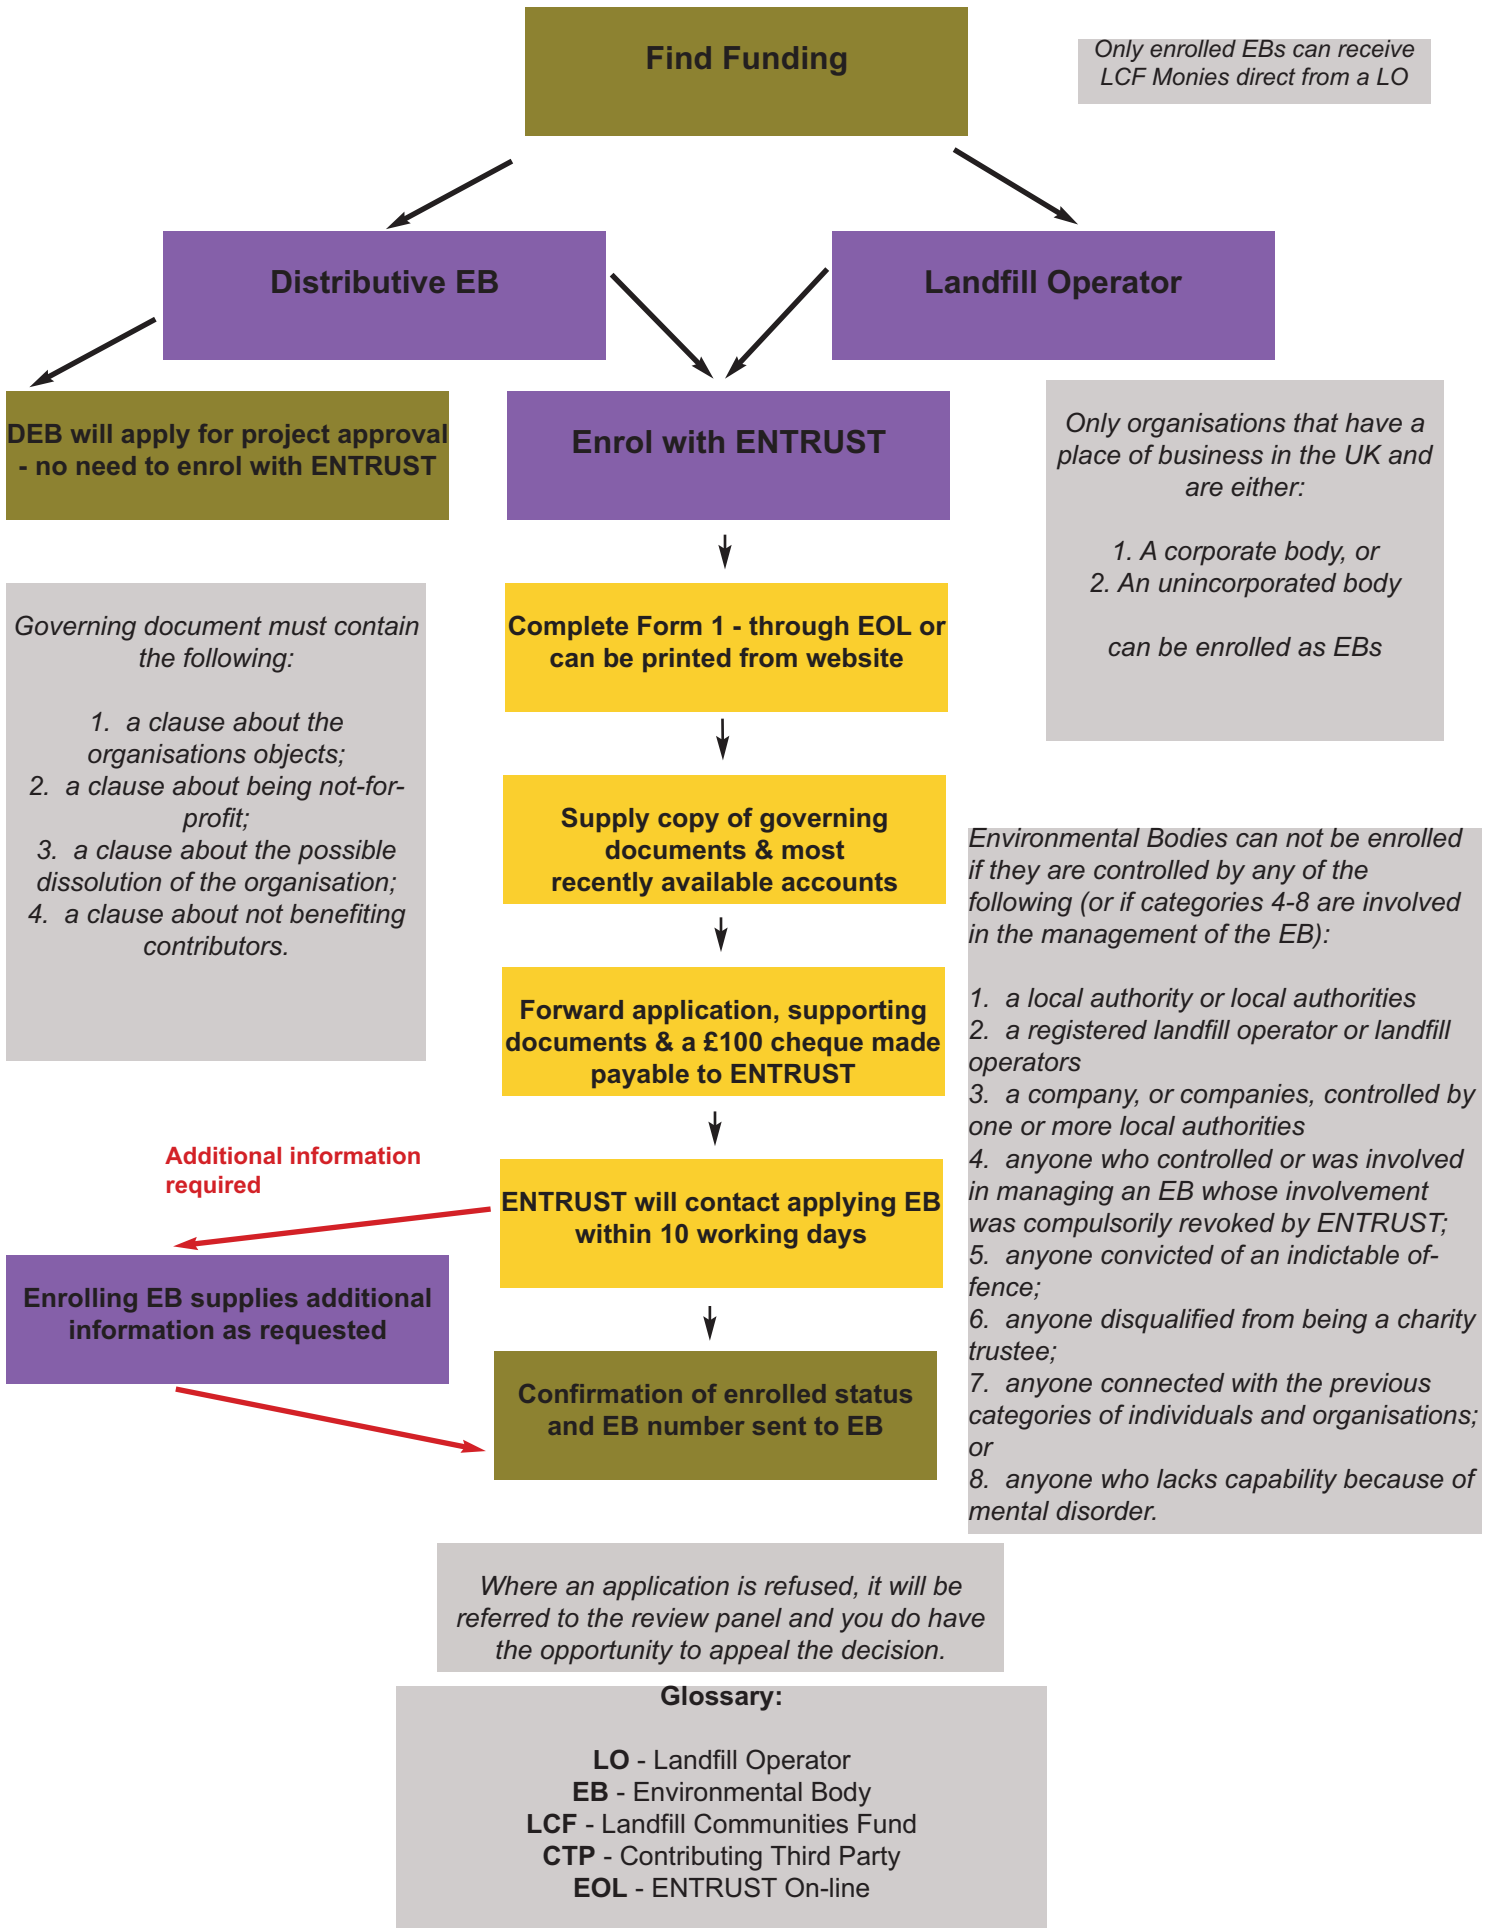 Find Funding
Only enrolled EBs can receive
LCF Monies direct from a LO
Distributive EB
Landfill Operator
DEB will apply for project approval
- no need to enrol with ENTRUST
Enrol with ENTRUST
Only organisations that have a
place of business in the UK and
are either:
1. A corporate body, or
2. An unincorporated body
can be enrolled as EBs
Governing document must contain
the following:
1. a clause about the
organisations objects;
2. a clause about being not-for-
profit;
3. a clause about the possible
dissolution of the organisation;
4. a clause about not benefiting
contributors.
Complete Form 1 - through EOL or
can be printed from website
Supply copy of governing
documents & most
recently available accounts
Environmental Bodies can not be enrolled
if they are controlled by any of the
following (or if categories 4-8 are involved
in the management of the EB):
1. a local authority or local authorities
2. a registered landfill operator or landfill
operators
3. a company, or companies, controlled by
one or more local authorities
4. anyone who controlled or was involved
in managing an EB whose involvement
was compulsorily revoked by ENTRUST;
5. anyone convicted of an indictable of-
fence;
6. anyone disqualified from being a charity
trustee;
7. anyone connected with the previous
categories of individuals and organisations;
or
8. anyone who lacks capability because of
mental disorder.
Forward application, supporting
documents & a £100 cheque made
payable to ENTRUST
Additional information
required
ENTRUST will contact applying EB
within 10 working days
Enrolling EB supplies additional
information as requested
Confirmation of enrolled status
and EB number sent to EB
Where an application is refused, it will be
referred to the review panel and you do have
the opportunity to appeal the decision.
Glossary:
LO - Landfill Operator
EB - Environmental Body
LCF - Landfill Communities Fund
CTP - Contributing Third Party
EOL - ENTRUST On-line